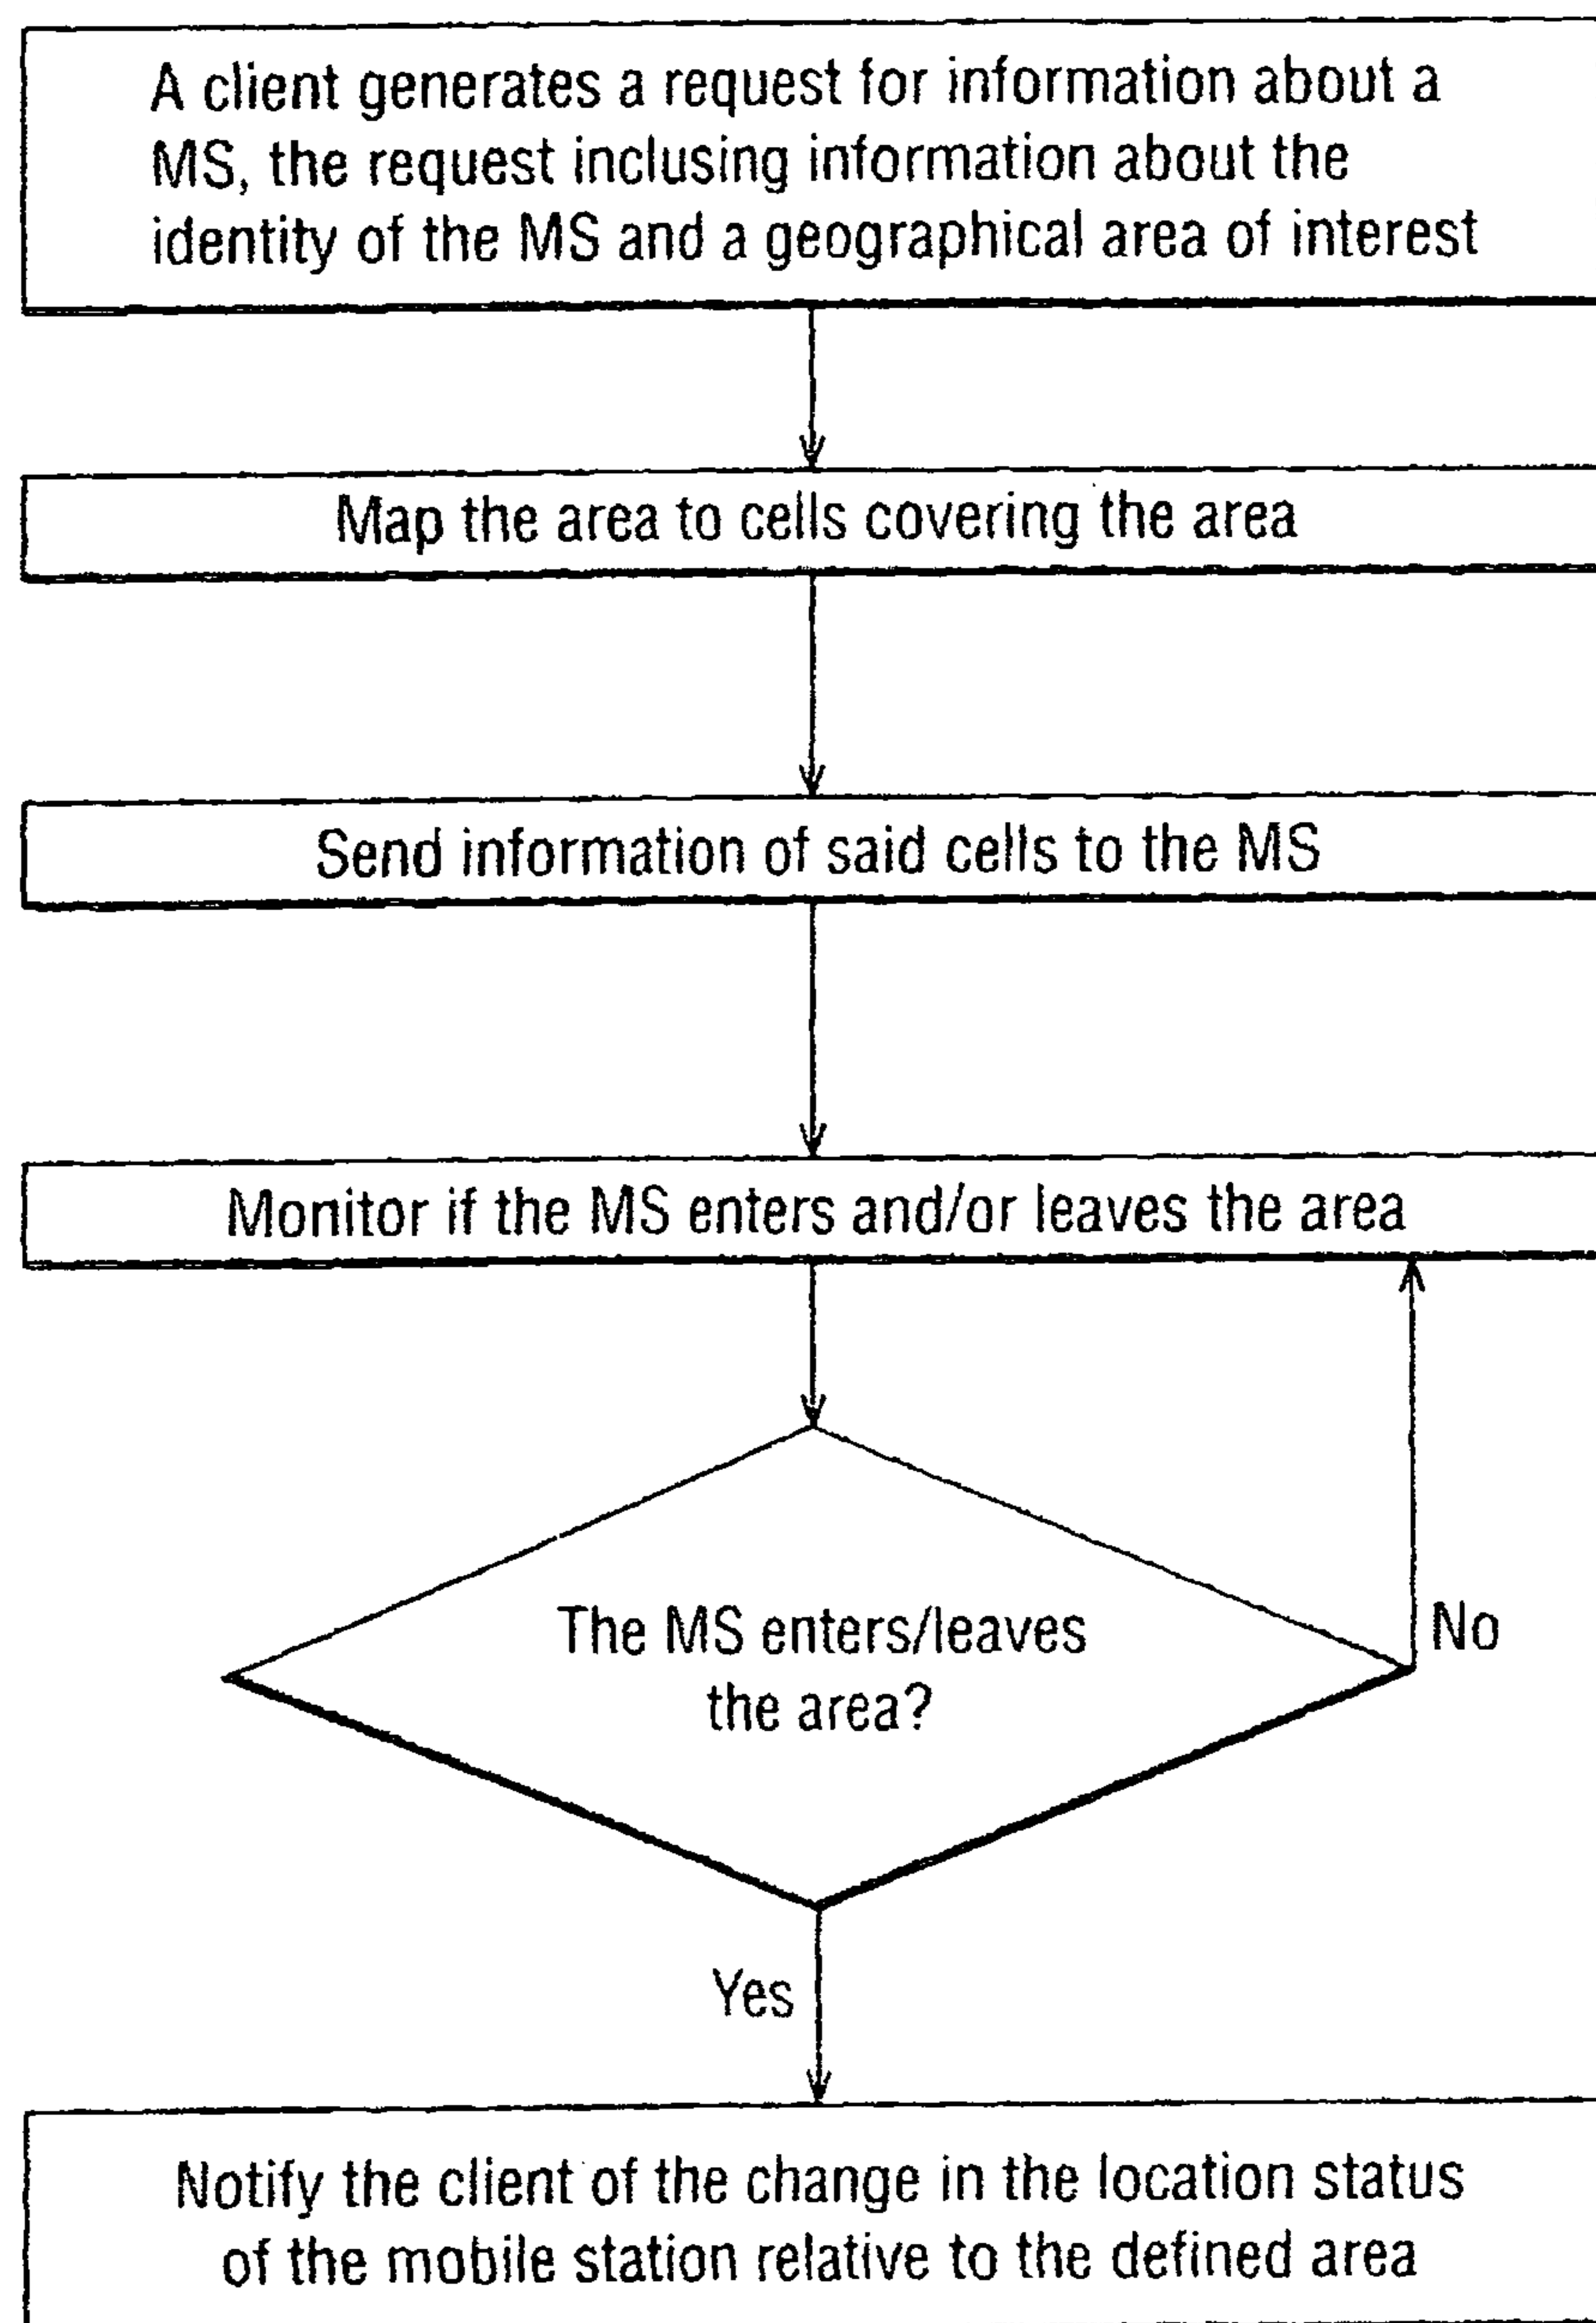 A client generates a request for information about a
MS, the request inclusing information about the
identity of the MS and a geographical area of interest
Map the area to cells covering the area
Send information of said cells to the MS
Monitor if the MS enters and/or leaves the area
The MS enters/leaves
the area?
No
Yes
Notify the client of the change in the location status
of the mobile station relative to the defined area